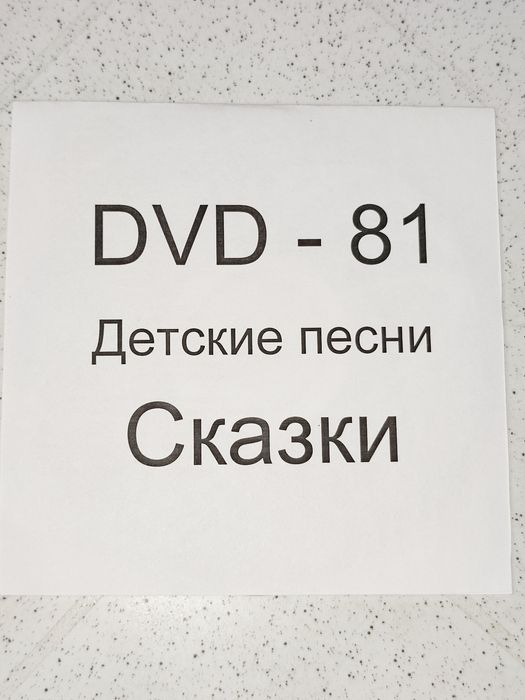 DVD - 81
Детские песни
Сказки